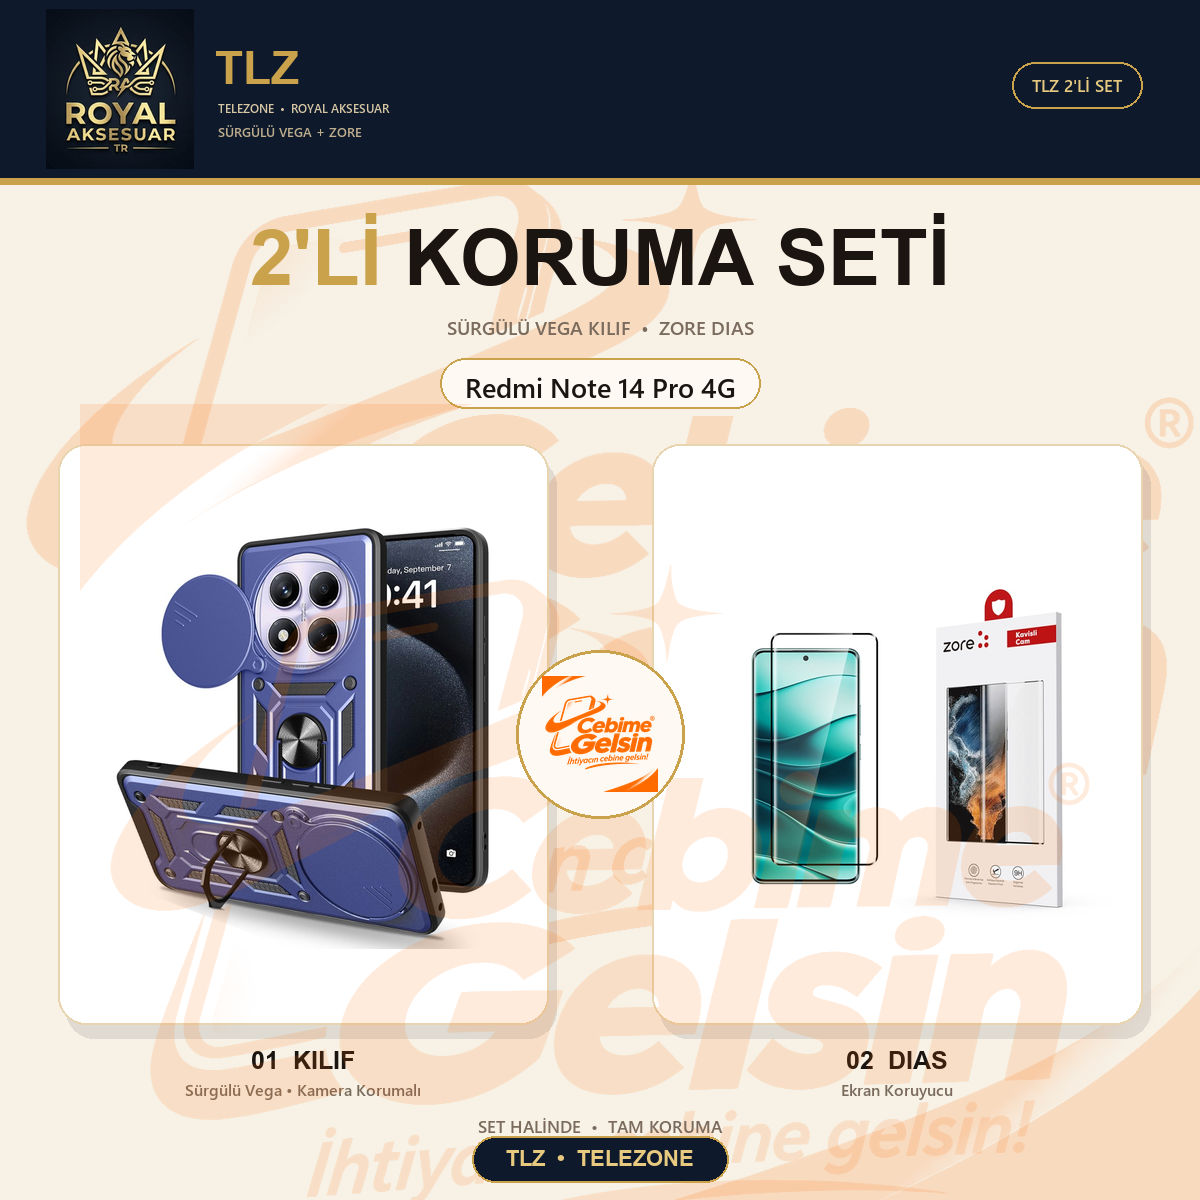 ROYAL
AKSESUAR
TR
TLZ
TELEZONE • ROYAL AKSESUAR
SÜRGÜLÜ VEGA + ZORE
TLZ 2'Lİ SET
2'Lİ KORUMA SETİ
SÜRGÜLÜ VEGA KILIF • ZORE DIAS
Redmi Note 14 Pro 4G
day, September 7
:41
zore
Kavisli
Cam
9H
Cebime®
Gelsin
İhtiyacın cebine gelsin!
Cebime®
Gelsin
01 KILIF
Sürgülü Vega • Kamera Korumalı
02 DIAS
Ekran Koruyucu
SET HALİNDE • TAM KORUMA
TLZ • TELEZONE